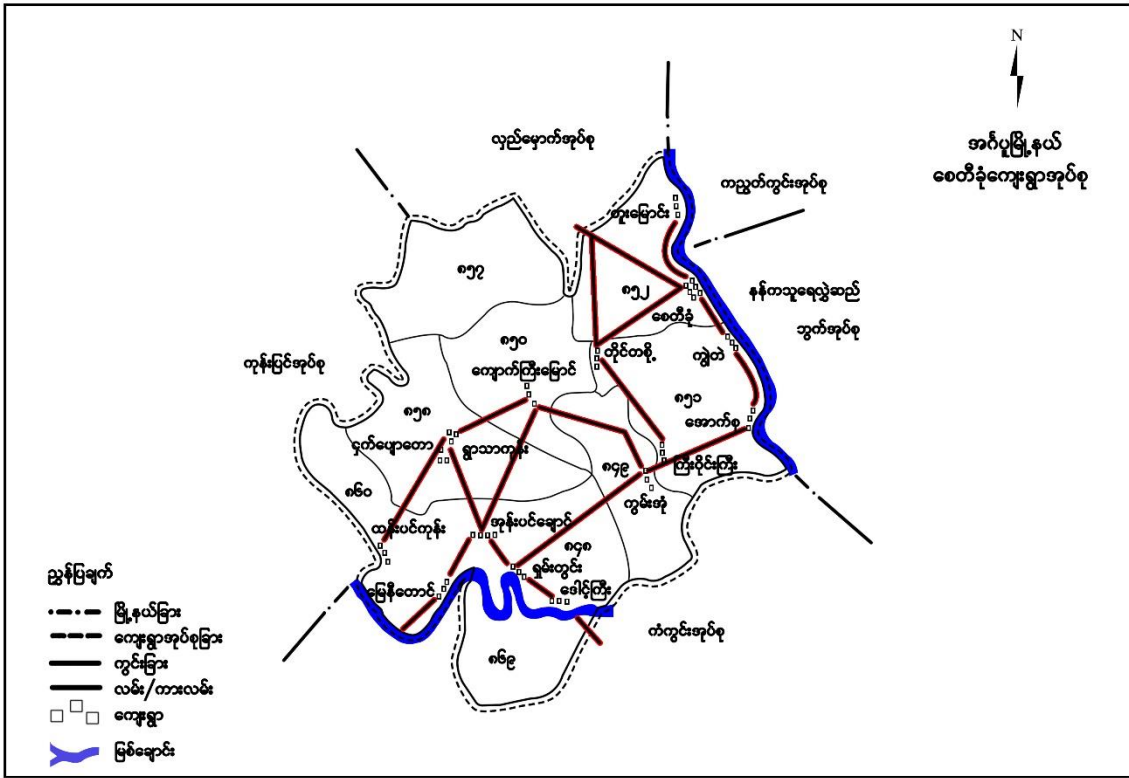 N
အင်္ဂပူမြို့နယ်
စေတီခုံကျေးရွာအုပ်စု
လှည်မှောက်အုပ်စု
ကညွတ်ကွင်းအုပ်စု
တူးမြောင်း
၈၅၇
၈၅၂
နန်ကသူရေလွှဲဆည်
စေတီခုံ
ဘွက်အုပ်စု
၈၅၀
တိုင်တစို့
ကျွဲတဲ
ကုန်းပြင်အုပ်စု
ကျောက်ကြီးမြောင်
၈၅၁
၈၅၈
အောက်စု
ငှက်ပျောတော
ရွာသာကုန်း
၈၄၉
ကြီးဝိုင်းကြီး
၈၆၀
ကွမ်းအုံ
ထန်းပင်ကုန်း
အုန်းပင်ချောင်
၈၄၈
ရှမ်းတွင်း
မြေနီတောင်
ဒေါင့်ကြီး
ကံကွင်းအုပ်စု
၈၆၉
ညွှန်ပြချက်
မြို့နယ်ခြား
ကျေးရွာအုပ်စုခြား
ကွင်းခြား
လမ်း/ကားလမ်း
ကျေးရွာ
မြစ်ချောင်း